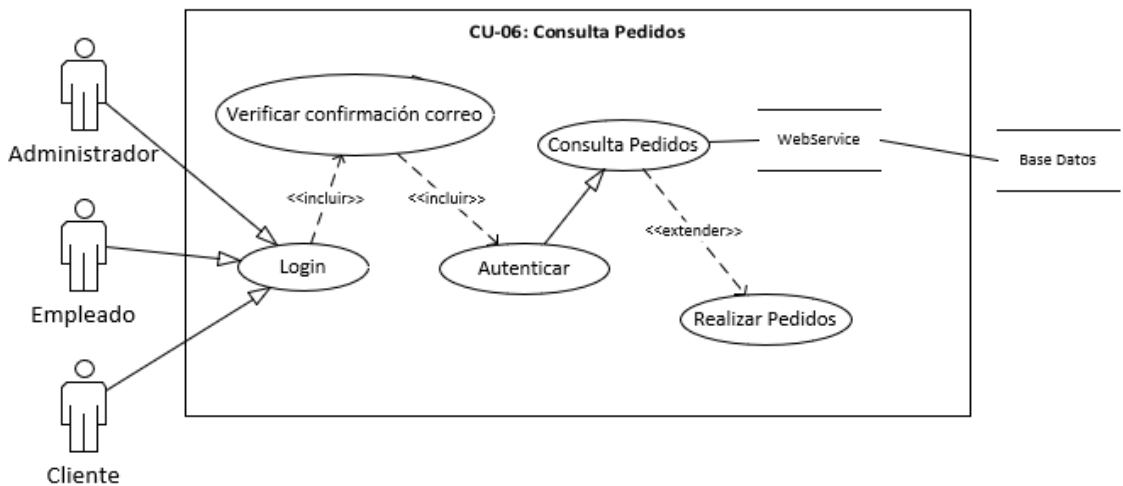 CU-06: Consulta Pedidos
Administrador
Verificar confirmación correo
Consulta Pedidos
WebService
Base Datos
<<incluir>>
<<incluir>>
<<extender>>
Empleado
Login
Autenticar
Realizar Pedidos
Cliente